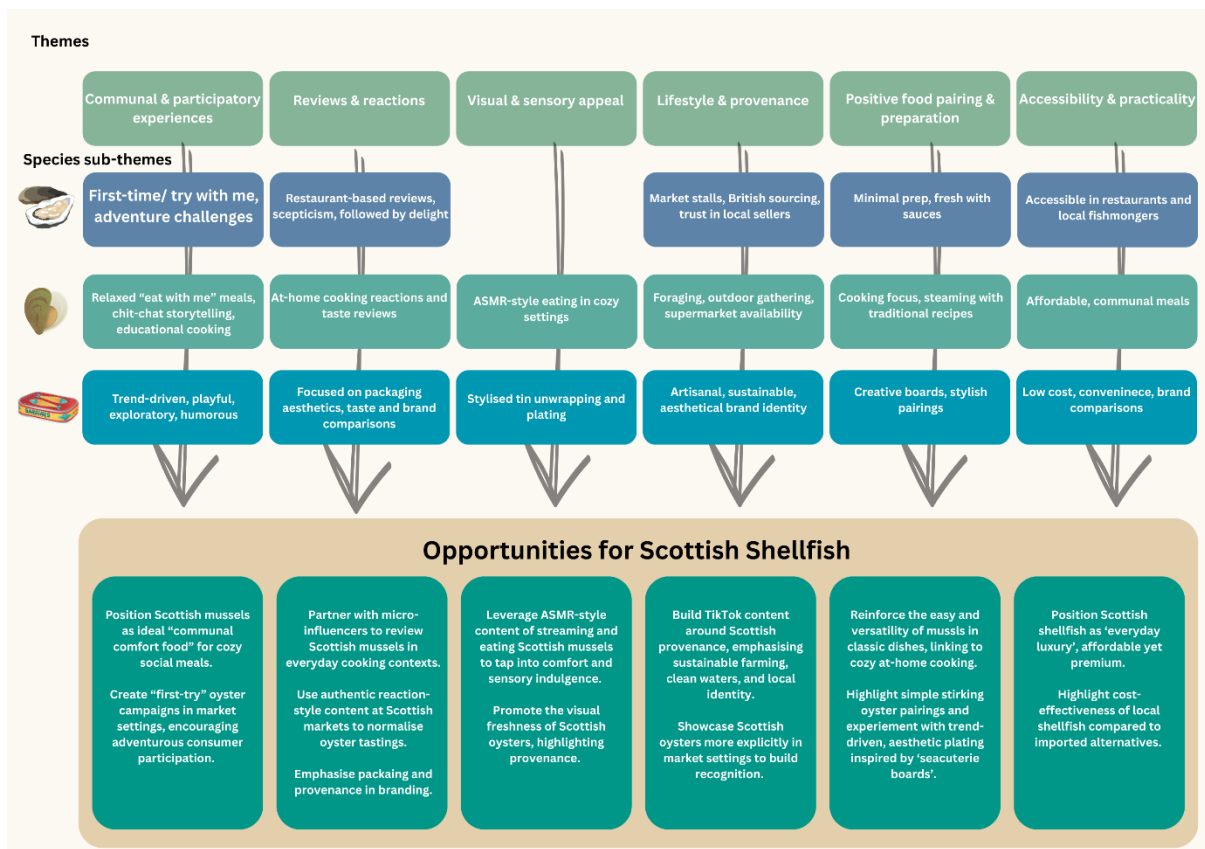 Themes
Communal & participatory
experiences
Reviews & reactions
Visual & sensory appeal
Lifestyle & provenance
Positive food pairing &
preparation
Accessibility & practicality
Species sub-themes
First-time/ try with me,
adventure challenges
Restaurant-based reviews,
scepticism, followed by delight
Market stalls, British sourcing,
trust in local sellers
Minimal prep, fresh with
sauces
Accessible in restaurants and
local fishmongers
Relaxed “eat with me” meals,
chit-chat storytelling,
educational cooking
At-home cooking reactions and
taste reviews
ASMR-style eating in cozy
settings
Foraging, outdoor gathering,
supermarket availability
Cooking focus, steaming with
traditional recipes
Affordable, communal meals
SARDINES
Trend-driven, playful,
exploratory, humorous
Focused on packaging
aesthetics, taste and brand
comparisons
Stylised tin unwrapping and
plating
Artisanal, sustainable,
aesthetical brand identity
Creative boards, stylish
pairings
Low cost, conveninece, brand
comparisons
Opportunities for Scottish Shellfish
Position Scottish mussels
as ideal “communal
comfort food” for cozy
social meals.
Create “first-try” oyster
campaigns in market
settings, encouraging
adventurous consumer
participation.
Partner with micro-
influencers to review
Scottish mussels in
everyday cooking contexts.
Use authentic reaction-
style content at Scottish
markets to normalise
oyster tastings.
Emphasise packaing and
provenance in branding.
Leverage ASMR-style
content of streaming and
eating Scottish mussels
to tap into comfort and
sensory indulgence.
Promote the visual
freshness of Scottish
oysters, highlighting
provenance.
Build TikTok content
around Scottish
provenance, emphasising
sustainable farming,
clean waters, and local
identity.
Showcase Scottish
oysters more explicitly in
market settings to build
recognition.
Reinforce the easy and
versatility of mussls in
classic dishes, linking to
cozy at-home cooking.
Highlight simple stirking
oyster pairings and
experiement with trend-
driven, aesthetic plating
inspired by ‘seacuterie
boards’.
Position Scottish
shellfish as ‘everyday
luxury’, affordable yet
premium.
Highlight cost-
effectiveness of local
shellfish compared to
imported alternatives.